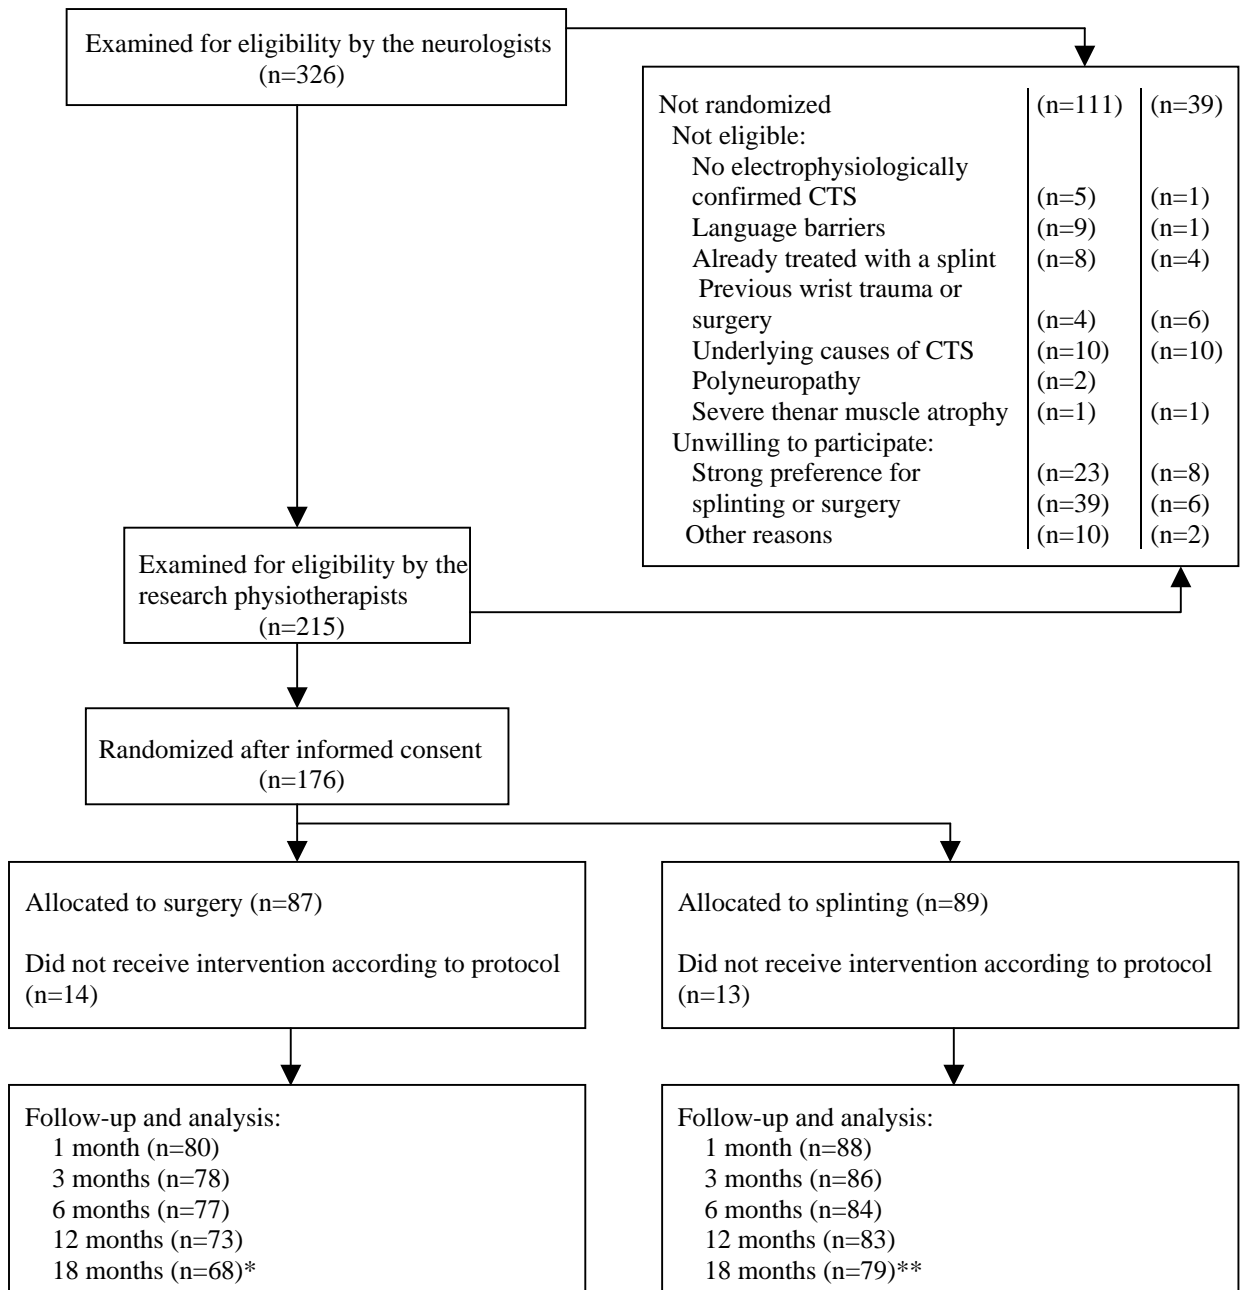 Examined for eligibility by the neurologists
(n=326)
Not randomized (n=111) (n=39)
Not eligible:
No electrophysiologically
confirmed CTS (n=5) (n=1)
Language barriers (n=9) (n=1)
Already treated with a splint (n=8) (n=4)
Previous wrist trauma or
surgery (n=4) (n=6)
Underlying causes of CTS (n=10) (n=10)
Polyneuropathy (n=2)
Severe thenar muscle atrophy (n=1) (n=1)
Unwilling to participate:
Strong preference for (n=23) (n=8)
splinting or surgery (n=39) (n=6)
Other reasons (n=10) (n=2)
Examined for eligibility by the
research physiotherapists
(n=215)
Randomized after informed consent
(n=176)
Allocated to surgery (n=87)
Did not receive intervention according to protocol
(n=14)
Allocated to splinting (n=89)
Did not receive intervention according to protocol
(n=13)
Follow-up and analysis:
1 month (n=80)
3 months (n=78)
6 months (n=77)
12 months (n=73)
18 months (n=68)*
Follow-up and analysis:
1 month (n=88)
3 months (n=86)
6 months (n=84)
12 months (n=83)
18 months (n=79)**